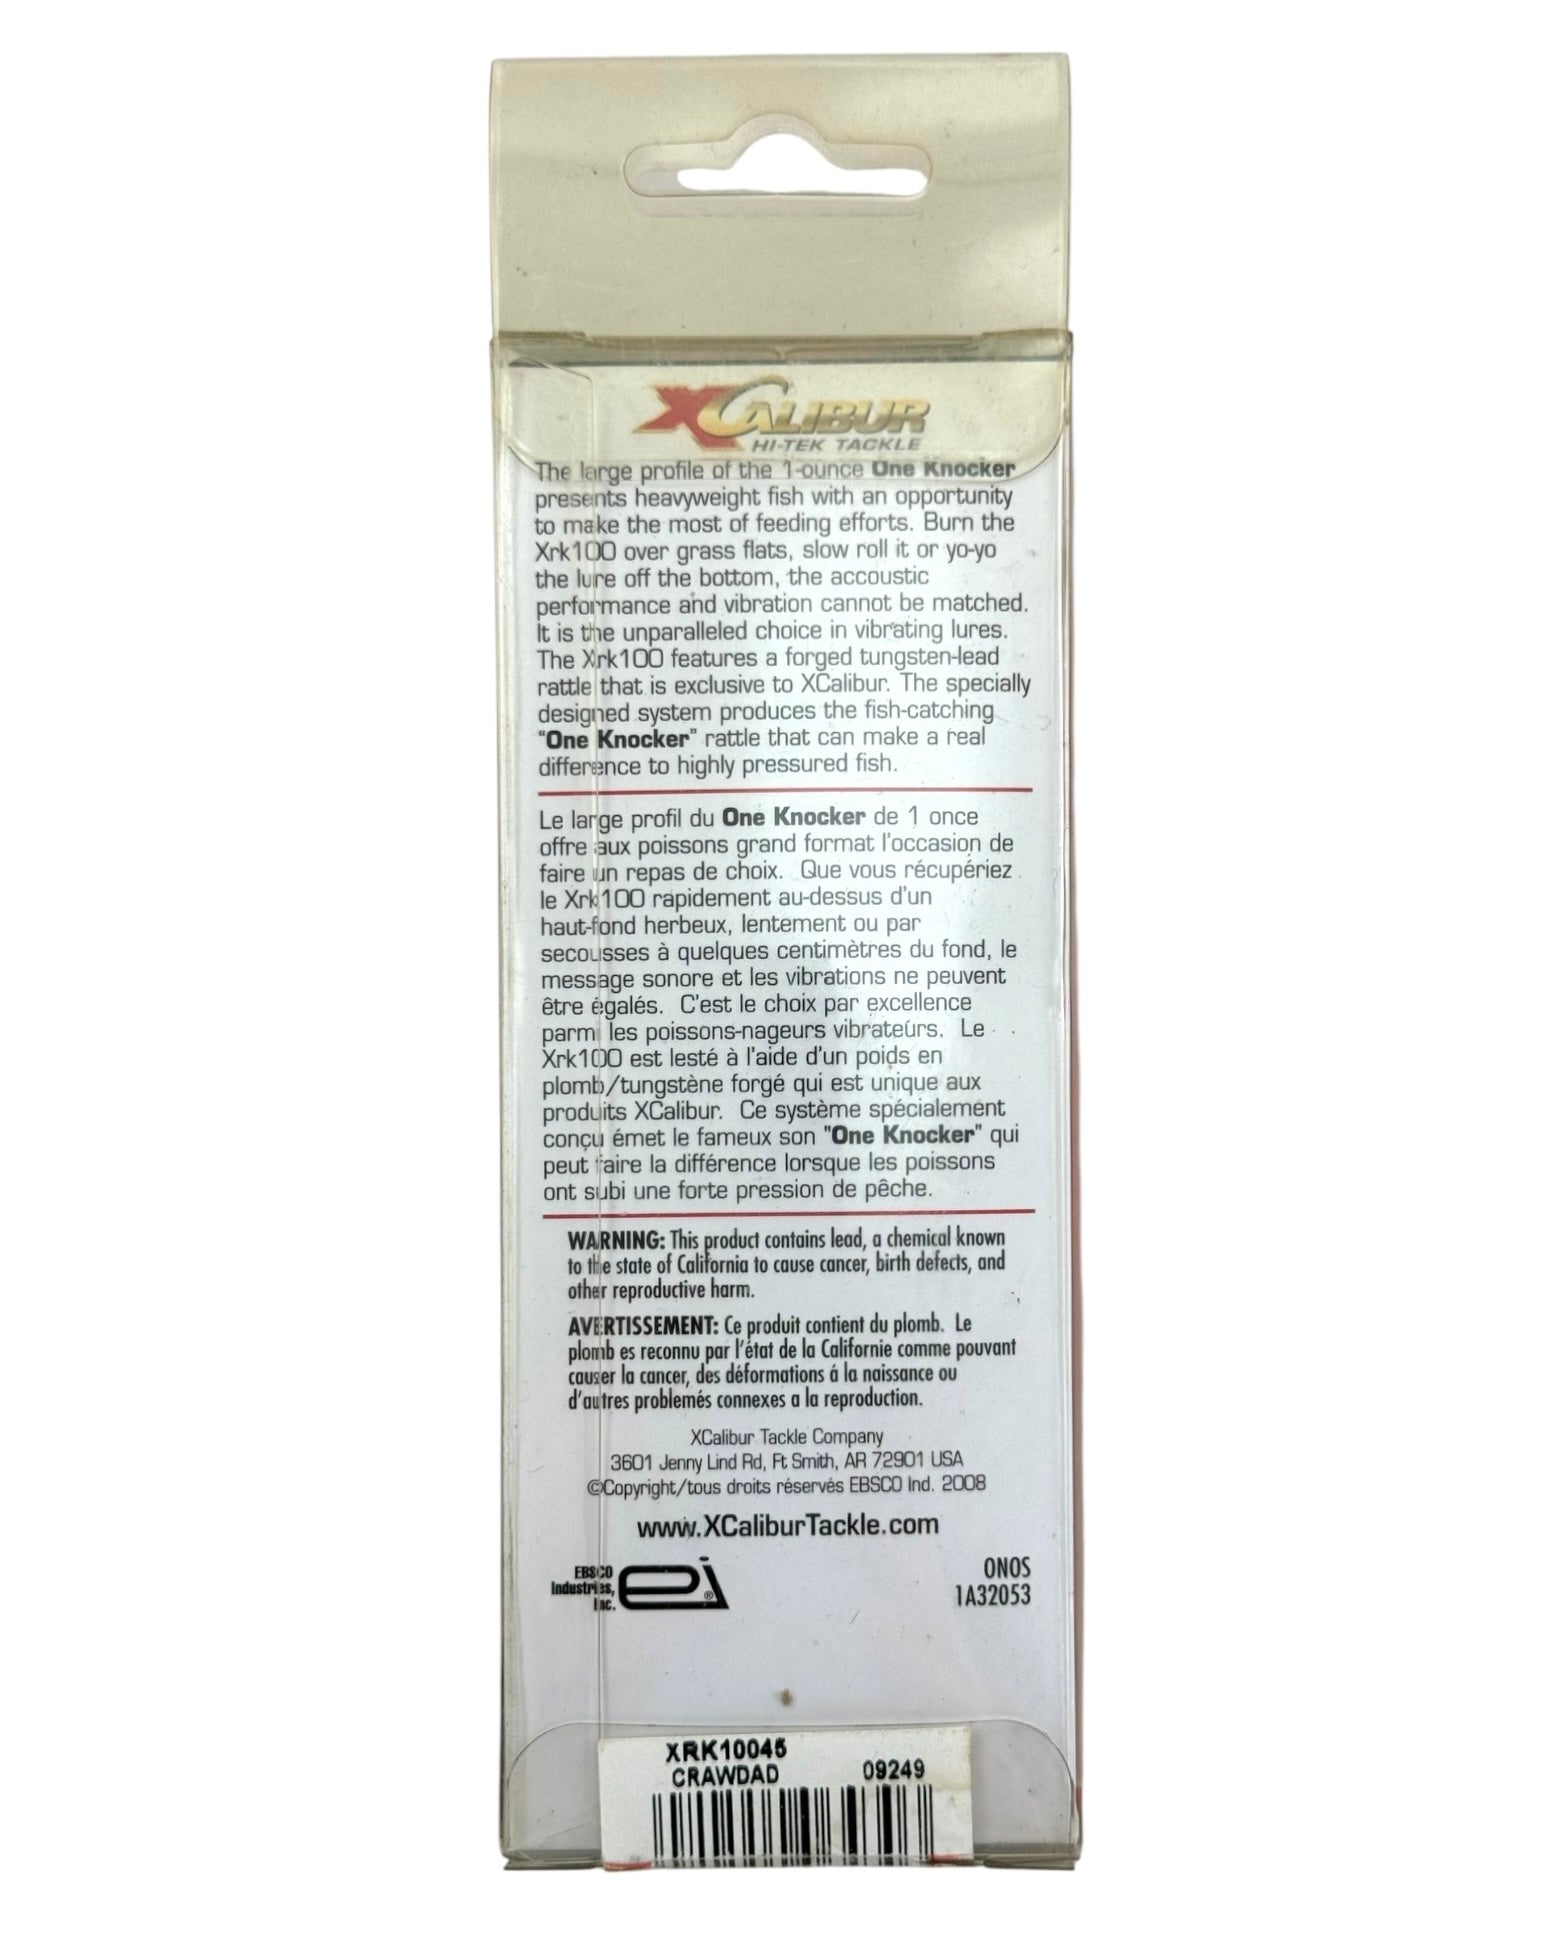 XCALIBUR
HI-TEK TACKLE
The large profile of the 1-ounce One Knocker
presents heavyweight fish with an opportunity
to make the most of feeding efforts. Burn the
Xrk100 over grass flats, slow roll it or yo-yo
the lure off the bottom, the accoustic
performance and vibration cannot be matched.
It is the unparalleled choice in vibrating lures.
The Xrk100 features a forged tungsten-lead
rattle that is exclusive to XCalibur. The specially
designed system produces the fish-catching
"One Knocker" rattle that can make a real
difference to highly pressured fish.
Le large profil du One Knocker de 1 once
offre aux poissons grand format l'occasion de
faire un repas de choix. Que vous récupériez
le Xrk100 rapidement au-dessus d'un
haut-fond herbeux, lentement ou par
secousses à quelques centimètres du fond, le
message sonore et les vibrations ne peuvent
être égalés. C'est le choix par excellence
parmi les poissons-nageurs vibrateurs. Le
Xrk100 est lesté à l'aide d'un poids en
plomb/tungstène forgé qui est unique aux
produits XCalibur. Ce système spécialement
conçu émet le fameux son "One Knocker" qui
peut faire la différence lorsque les poissons
ont subi une forte pression de pêche.
WARNING: This product contains lead, a chemical known
to the state of California to cause cancer, birth defects, and
other reproductive harm.
AVERTISSEMENT: Ce produit contient du plomb. Le
plomb es reconnu par l'état de la Californie comme pouvant
causer la cancer, des déformations á la naissance ou
d'autres problemés connexes a la reproduction.
XCalibur Tackle Company
3601 Jenny Lind Rd, Ft Smith, AR 72901 USA
©Copyright/tous droits réservés EBSCO Ind. 2008
www.XCaliburTackle.com
EBSCO
Industries,
Inc.
ei®
ONOS
1A32053
XRK10045
CRAWDAD 09249